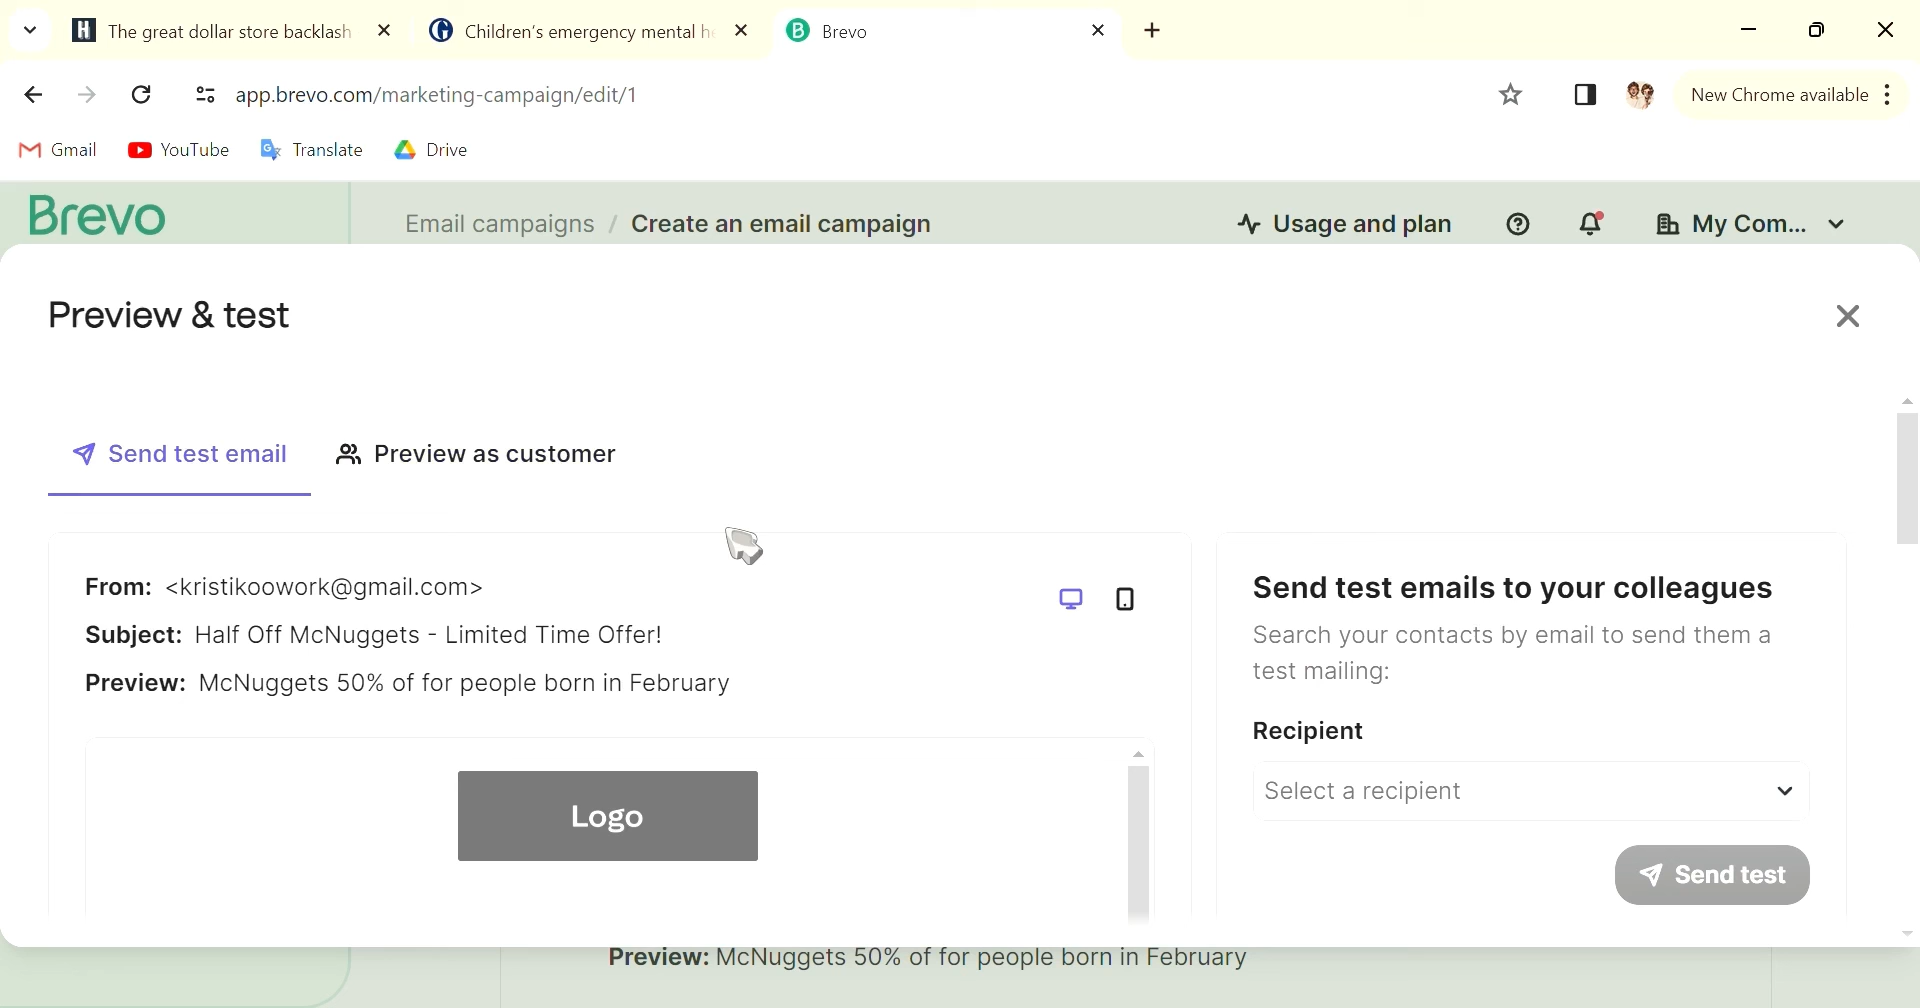 The great dollar store backlash
Children's emergency mental he
Brevo
app.brevo.com/marketing-campaign/edit/1
New Chrome available
Gmail
YouTube
Translate
Drive
Brevo
Email campaigns / Create an email campaign
Usage and plan
My Com...
Preview & test
Send test email
Preview as customer
From: <kristikoowork@gmail.com>
Subject: Half Off McNuggets - Limited Time Offer!
Preview: McNuggets 50% of for people born in February
Logo
Send test emails to your colleagues
Search your contacts by email to send them a
test mailing:
Recipient
Select a recipient
Send test
Preview: McNuggets 50% of for people born in February